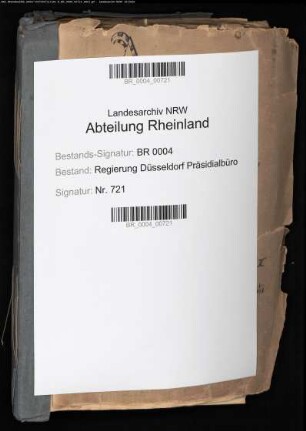 BR_0004_00721
Landesarchiv NRW
Abteilung Rheinland
Bestands-Signatur: BR 0004
Bestand: Regierung Düsseldorf Präsidialbüro
Signatur: Nr. 721
BR_0004_00721